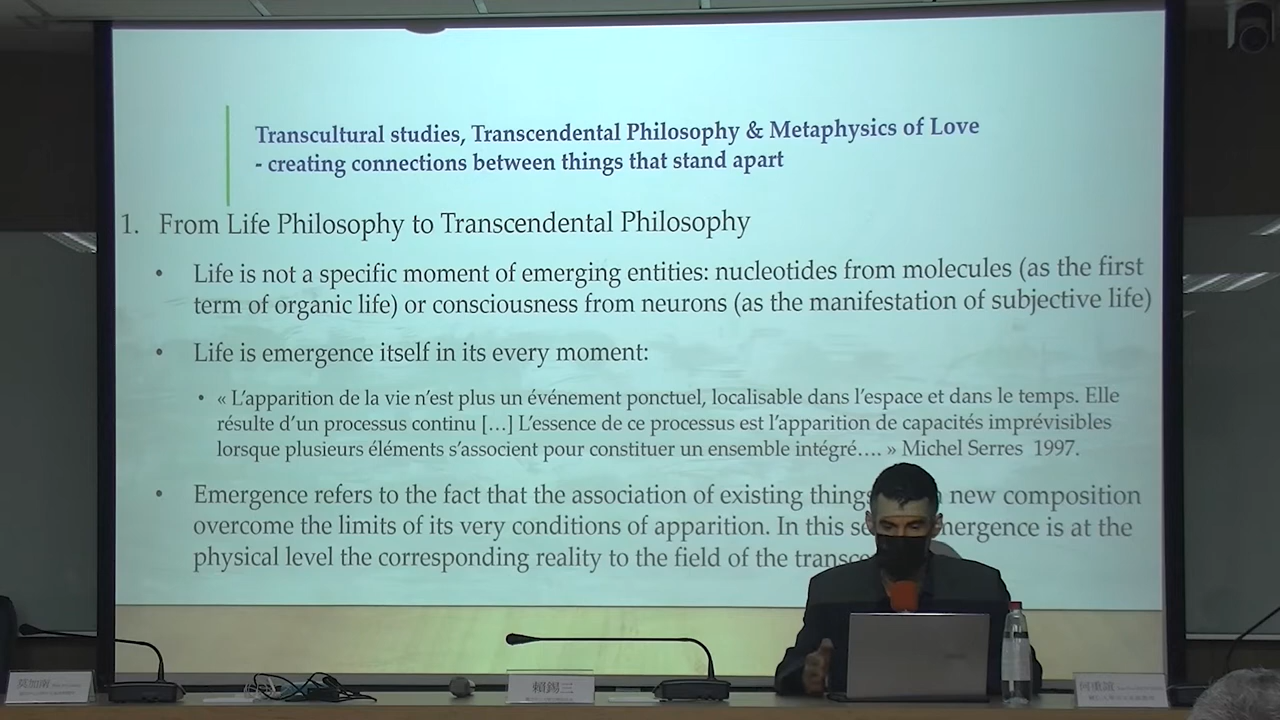 Transcultural studies, Transcendental Philosophy & Metaphysics of Love
- creating connections between things that stand apart
1. From Life Philosophy to Transcendental Philosophy
• Life is not a specific moment of emerging entities: nucleotides from molecules (as the first
term of organic life) or consciousness from neurons (as the manifestation of subjective life)
• Life is emergence itself in its every moment:
• « L'apparition de la vie n'est plus un événement ponctuel, localisable dans l'espace et dans le temps. Elle
résulte d'un processus continu […] L'essence de ce processus est l'apparition de capacités imprévisibles
lorsque plusieurs éléments s'associent pour constituer un ensemble intégré…. » Michel Serres 1997.
• Emergence refers to the fact that the association of existing things new composition
overcome the limits of its very conditions of apparition. In this mergence is at the
physical level the corresponding reality to the field of the
賴錫三